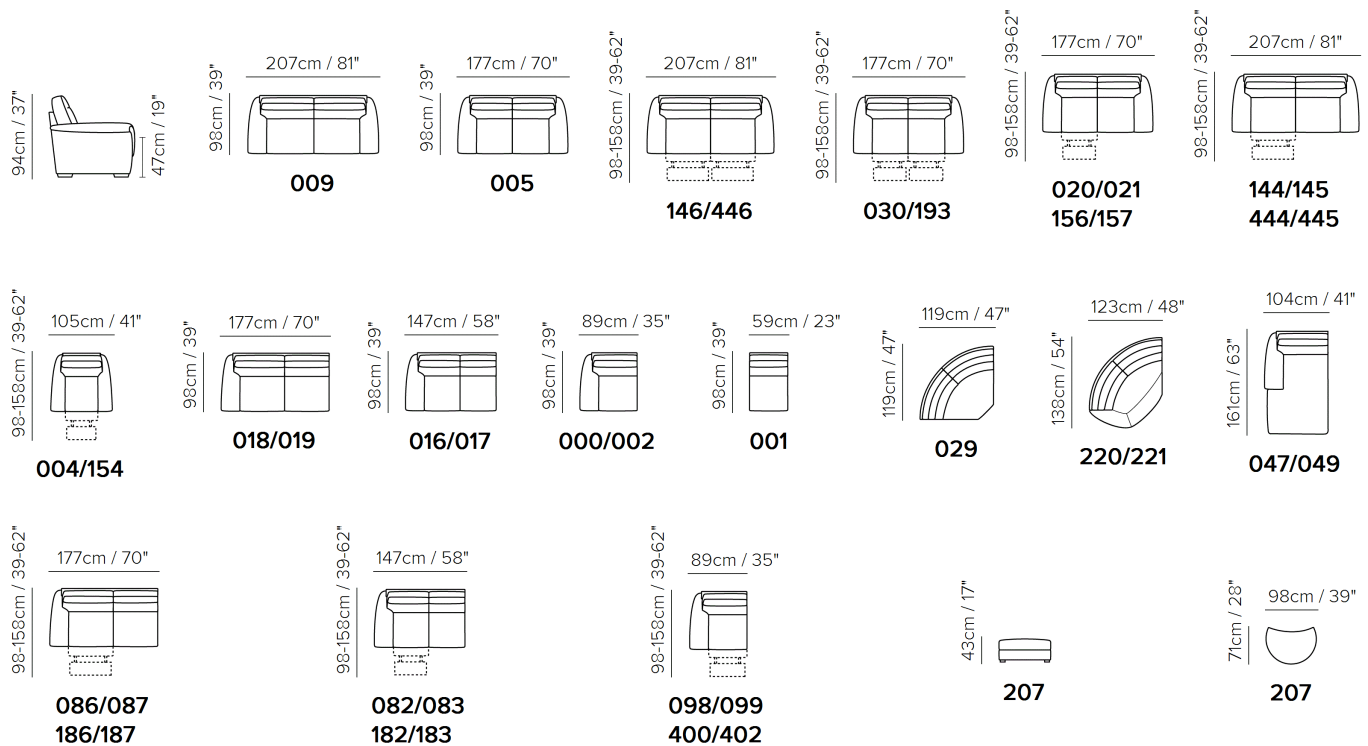 94cm / 37"
47cm / 19"
98cm / 39"
207cm / 81"
009
98cm / 39"
177cm / 70"
005
98-158cm / 39-62"
207cm / 81"
146/446
98-158cm / 39-62"
177cm / 70"
030/193
98-158cm / 39-62"
177cm / 70"
020/021
156/157
98-158cm / 39-62"
207cm / 81"
144/145
444/445
98-158cm / 39-62"
105cm / 41"
004/154
98cm / 39"
177cm / 70"
018/019
98cm / 39"
147cm / 58"
016/017
98cm / 39"
89cm / 35"
000/002
98cm / 39"
59cm / 23"
001
119cm / 47"
119cm / 47"
029
138cm / 54"
123cm / 48"
220/221
161cm / 63"
104cm / 41"
047/049
98-158cm / 39-62"
177cm / 70"
086/087
186/187
98-158cm / 39-62"
147cm / 58"
082/083
182/183
98-158cm / 39-62"
89cm / 35"
098/099
400/402
43cm / 17"
207
71cm / 28"
98cm / 39"
207